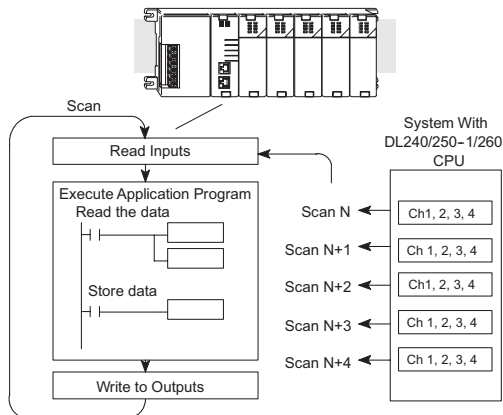 Scan
Read Inputs
Execute Application Program
Read the data
Store data
Write to Outputs
System With
DL240/250-1/260
CPU
Scan N
Ch1, 2, 3, 4
Scan N+1
Ch 1, 2, 3, 4
Scan N+2
Ch1, 2, 3, 4
Scan N+3
Ch 1, 2, 3, 4
Scan N+4
Ch 1, 2, 3, 4